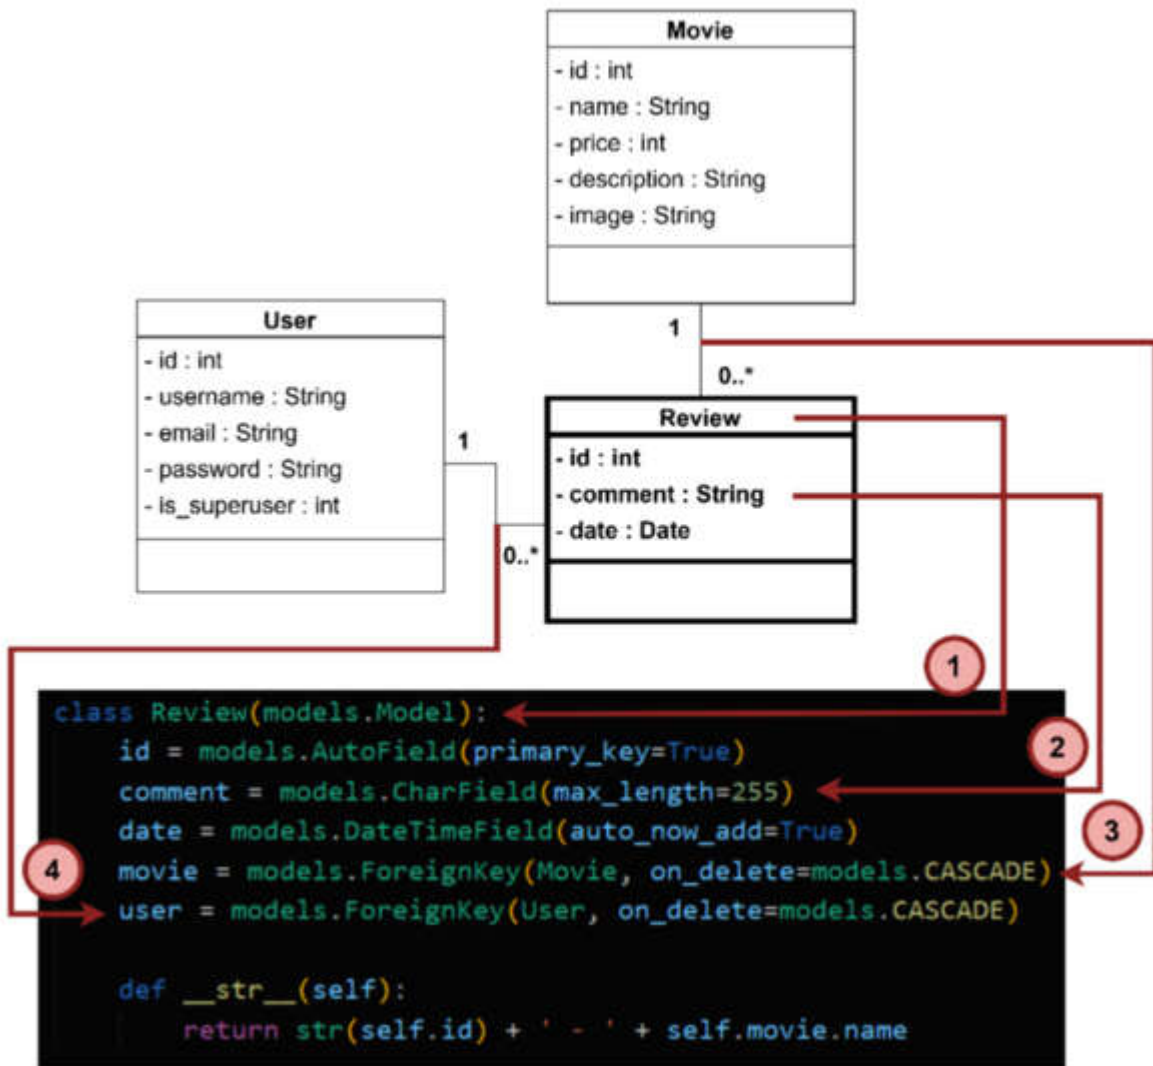 Movie
- id : int
- name : String
- price : int
- description : String
- image : String
1
0..*
User
- id : int
- username : String
- email : String
- password : String
- is_superuser : int
1
0..*
Review
- id : int
- comment : String
- date : Date
1
2
3
4
class Review(models.Model):
    id = models.AutoField(primary_key=True)
    comment = models.CharField(max_length=255)
    date = models.DateTimeField(auto_now_add=True)
    movie = models.ForeignKey(Movie, on_delete=models.CASCADE)
    user = models.ForeignKey(User, on_delete=models.CASCADE)
    def __str__(self):
        return str(self.id) + ' - ' + self.movie.name